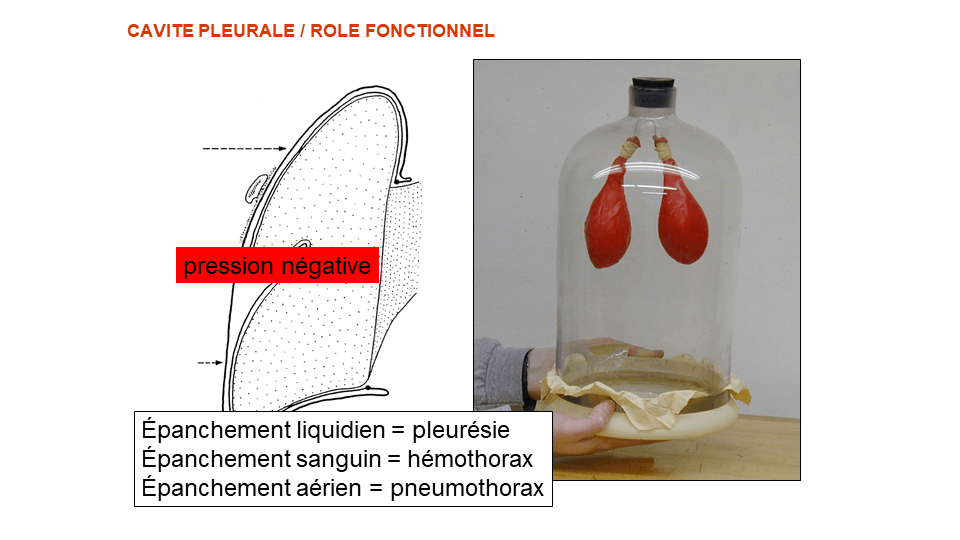 CAVITE PLEURALE / ROLE FONCTIONNEL
pression négative
Épanchement liquidien = pleurésie
Épanchement sanguin = hémothorax
Épanchement aérien = pneumothorax